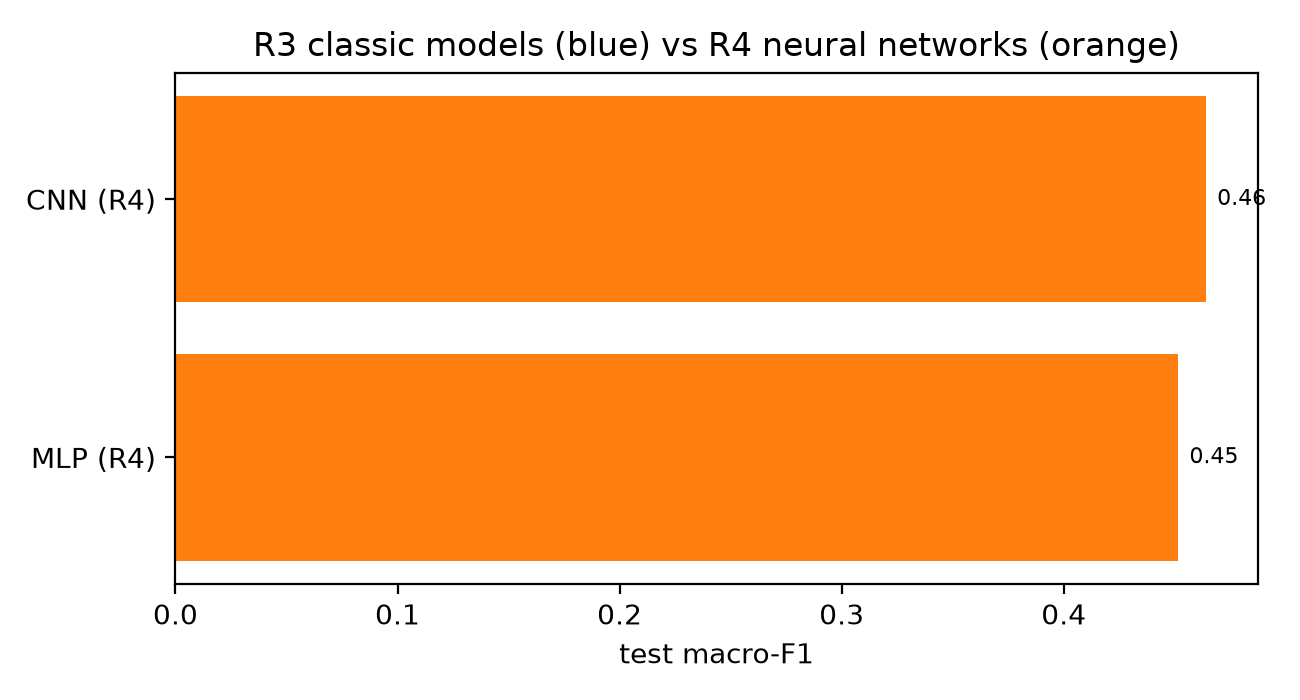 R3 classic models (blue) vs R4 neural networks (orange)
CNN (R4)
0.46
MLP (R4)
0.45
0.0 0.1 0.2 0.3 0.4
test macro-F1